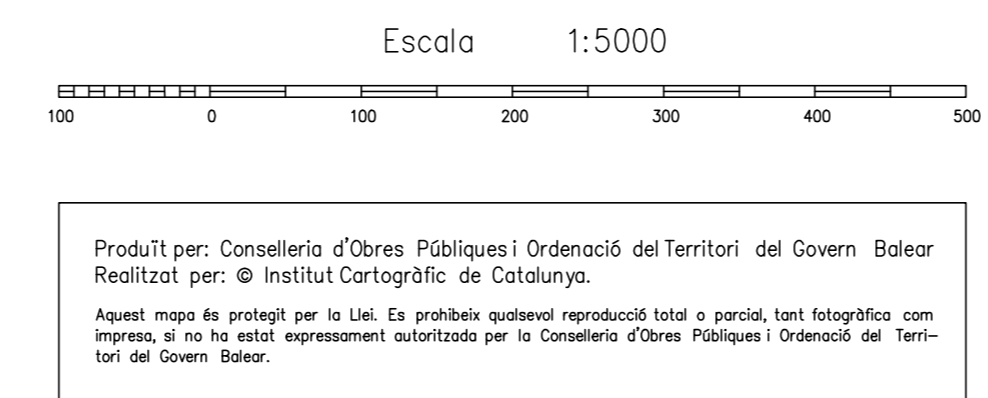 Escala 1:5000
100 0 100 200 300 400 500
Produït per: Conselleria d'Obres Públiques i Ordenació del Territori del Govern Balear
Realitzat per: © Institut Cartogràfic de Catalunya.
Aquest mapa és protegit per la Llei. Es prohibeix qualsevol reproducció total o parcial, tant fotogràfica com
impresa, si no ha estat expressament autoritzada per la Conselleria d'Obres Públiques i Ordenació del Terri-
tori del Govern Balear.